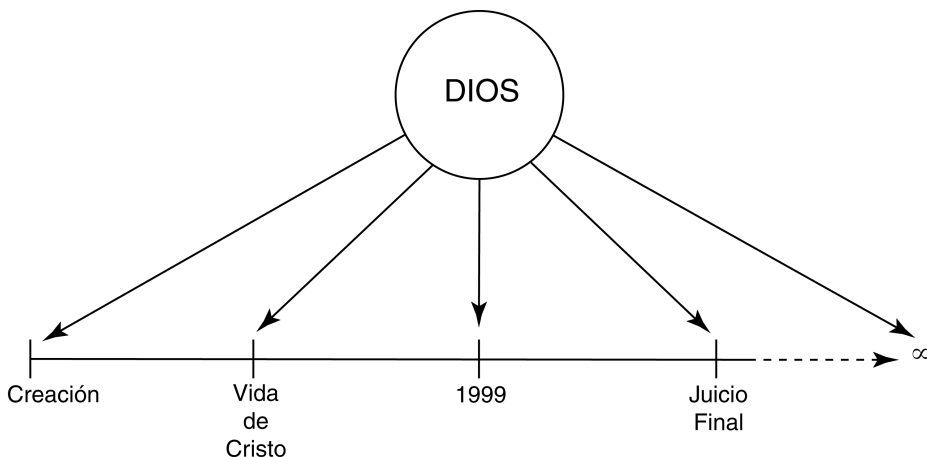 DIOS
∞
Creación
Vida
de
Cristo
1999
Juicio
Final